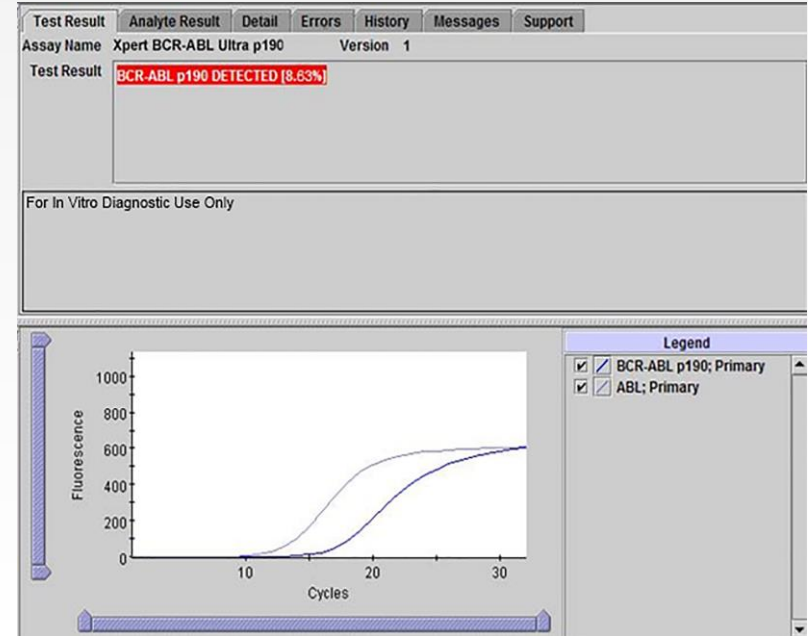 Test Result Analyte Result Detail Errors History Messages Support
Assay Name Xpert BCR-ABL Ultra p190 Version 1
Test Result BCR-ABL p190 DETECTED [8.63%]
For In Vitro Diagnostic Use Only
Legend
BCR-ABL p190; Primary
ABL; Primary
1000
800
600
400
200
0
Fluorescence
10 20 30
Cycles